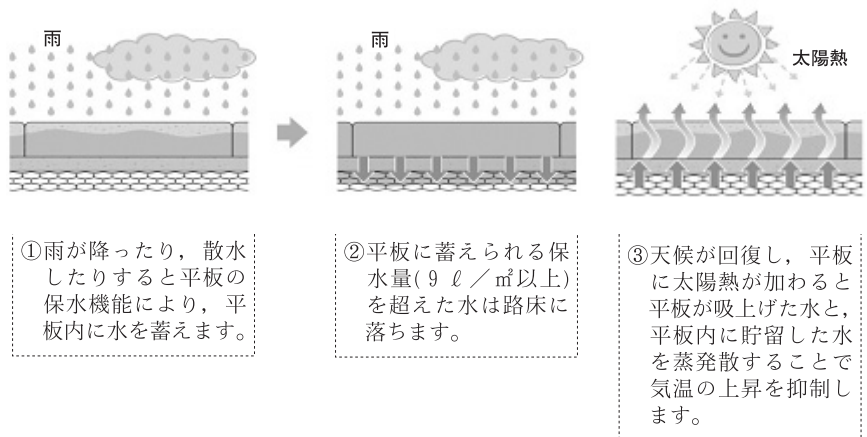 雨
雨
太陽熱
①雨が降ったり，散水
したりすると平板の
保水機能により，平
板内に水を蓄えます。
②平板に蓄えられる保
水量(9ℓ／㎡以上)
を超えた水は路床に
落ちます。
③天候が回復し，平板
に太陽熱が加わると
平板が吸上げた水と，
平板内に貯留した水
を蒸発散することで
気温の上昇を抑制し
ます。